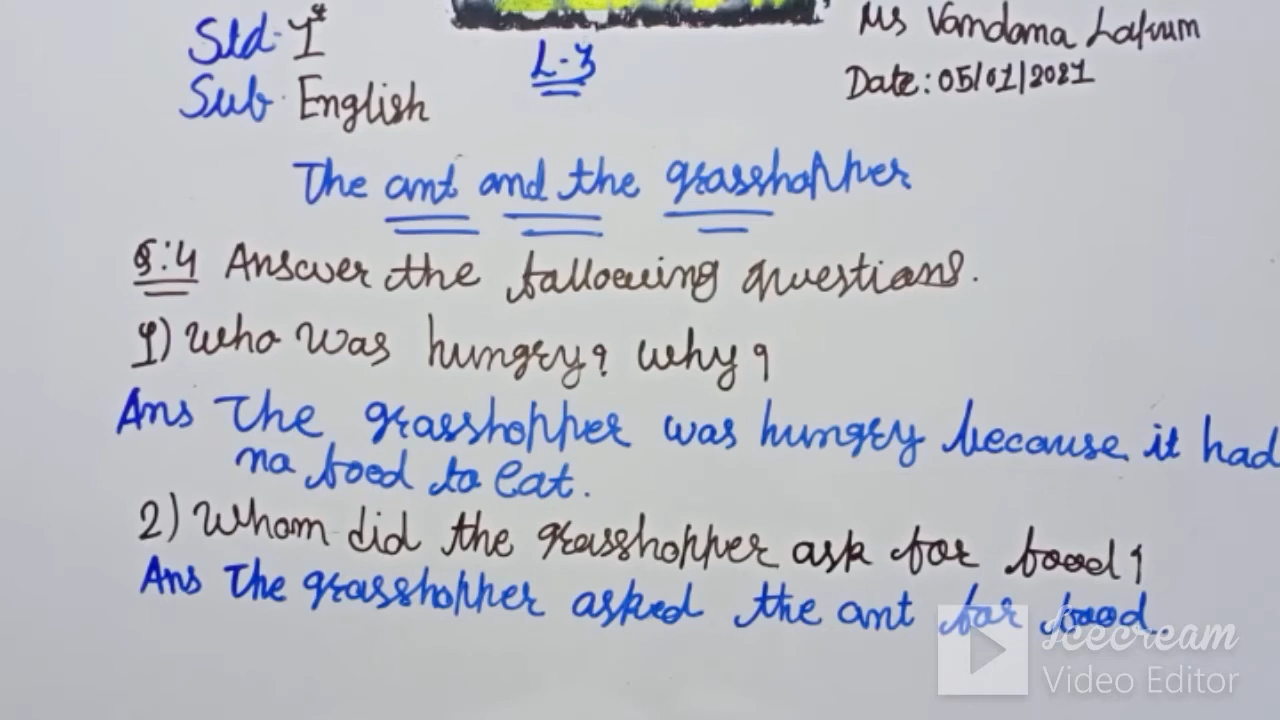 Std. 1st
L-3
Ms Vandana Lakum
Sub. English
Date: 05/01/2021
The ant and the grasshopper
Q:4 Answer the following questions.
1) Who was hungry? Why?
Ans The grasshopper was hungry because it had
no food to eat.
2) Whom did the grasshopper ask for food?
Ans The grasshopper asked the ant for food.
Icecream
Video Editor